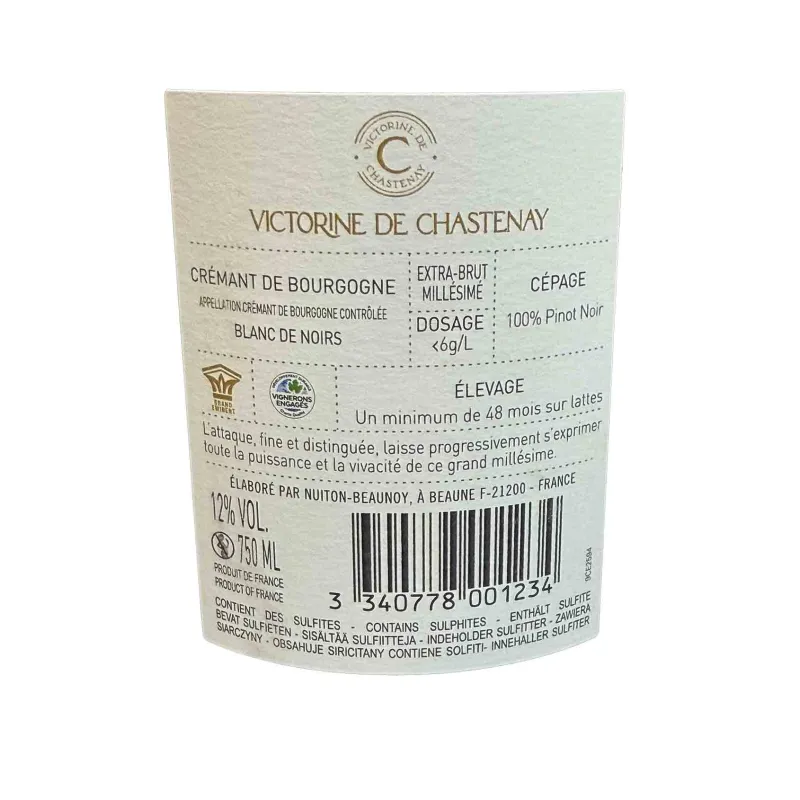 VICTORINE DE
C
CHASTENAY
VICTORINE DE CHASTENAY
CRÉMANT DE BOURGOGNE
APPELLATION CRÉMANT DE BOURGOGNE CONTRÔLÉE
BLANC DE NOIRS
EXTRA-BRUT
MILLÉSIMÉ
DOSAGE
<6g/L
CÉPAGE
100% Pinot Noir
GRAND
EMINENT
VIGNERONS
ENGAGÉS
ÉLEVAGE
Un minimum de 48 mois sur lattes
L'attaque, fine et distinguée, laisse progressivement s'exprimer
toute la puissance et la vivacité de ce grand millésime.
ÉLABORÉ PAR NUITON-BEAUNOY, À BEAUNE F-21200 - FRANCE
12% VOL.
750 ML
PRODUIT DE FRANCE
PRODUCT OF FRANCE
3 340778 001234
9CE2594
CONTIENT DES SULFITES - CONTAINS SULPHITES - ENTHÄLT SULFITE
BEVAT SULFIETEN - SISÄLTÄÄ SULFIITTEJA - INDEHOLDER SULFITTER - ZAWIERA
SIARCZYNY - OBSAHUJE SIRICITANY CONTIENE SOLFITI- INNEHALLER SULFITER